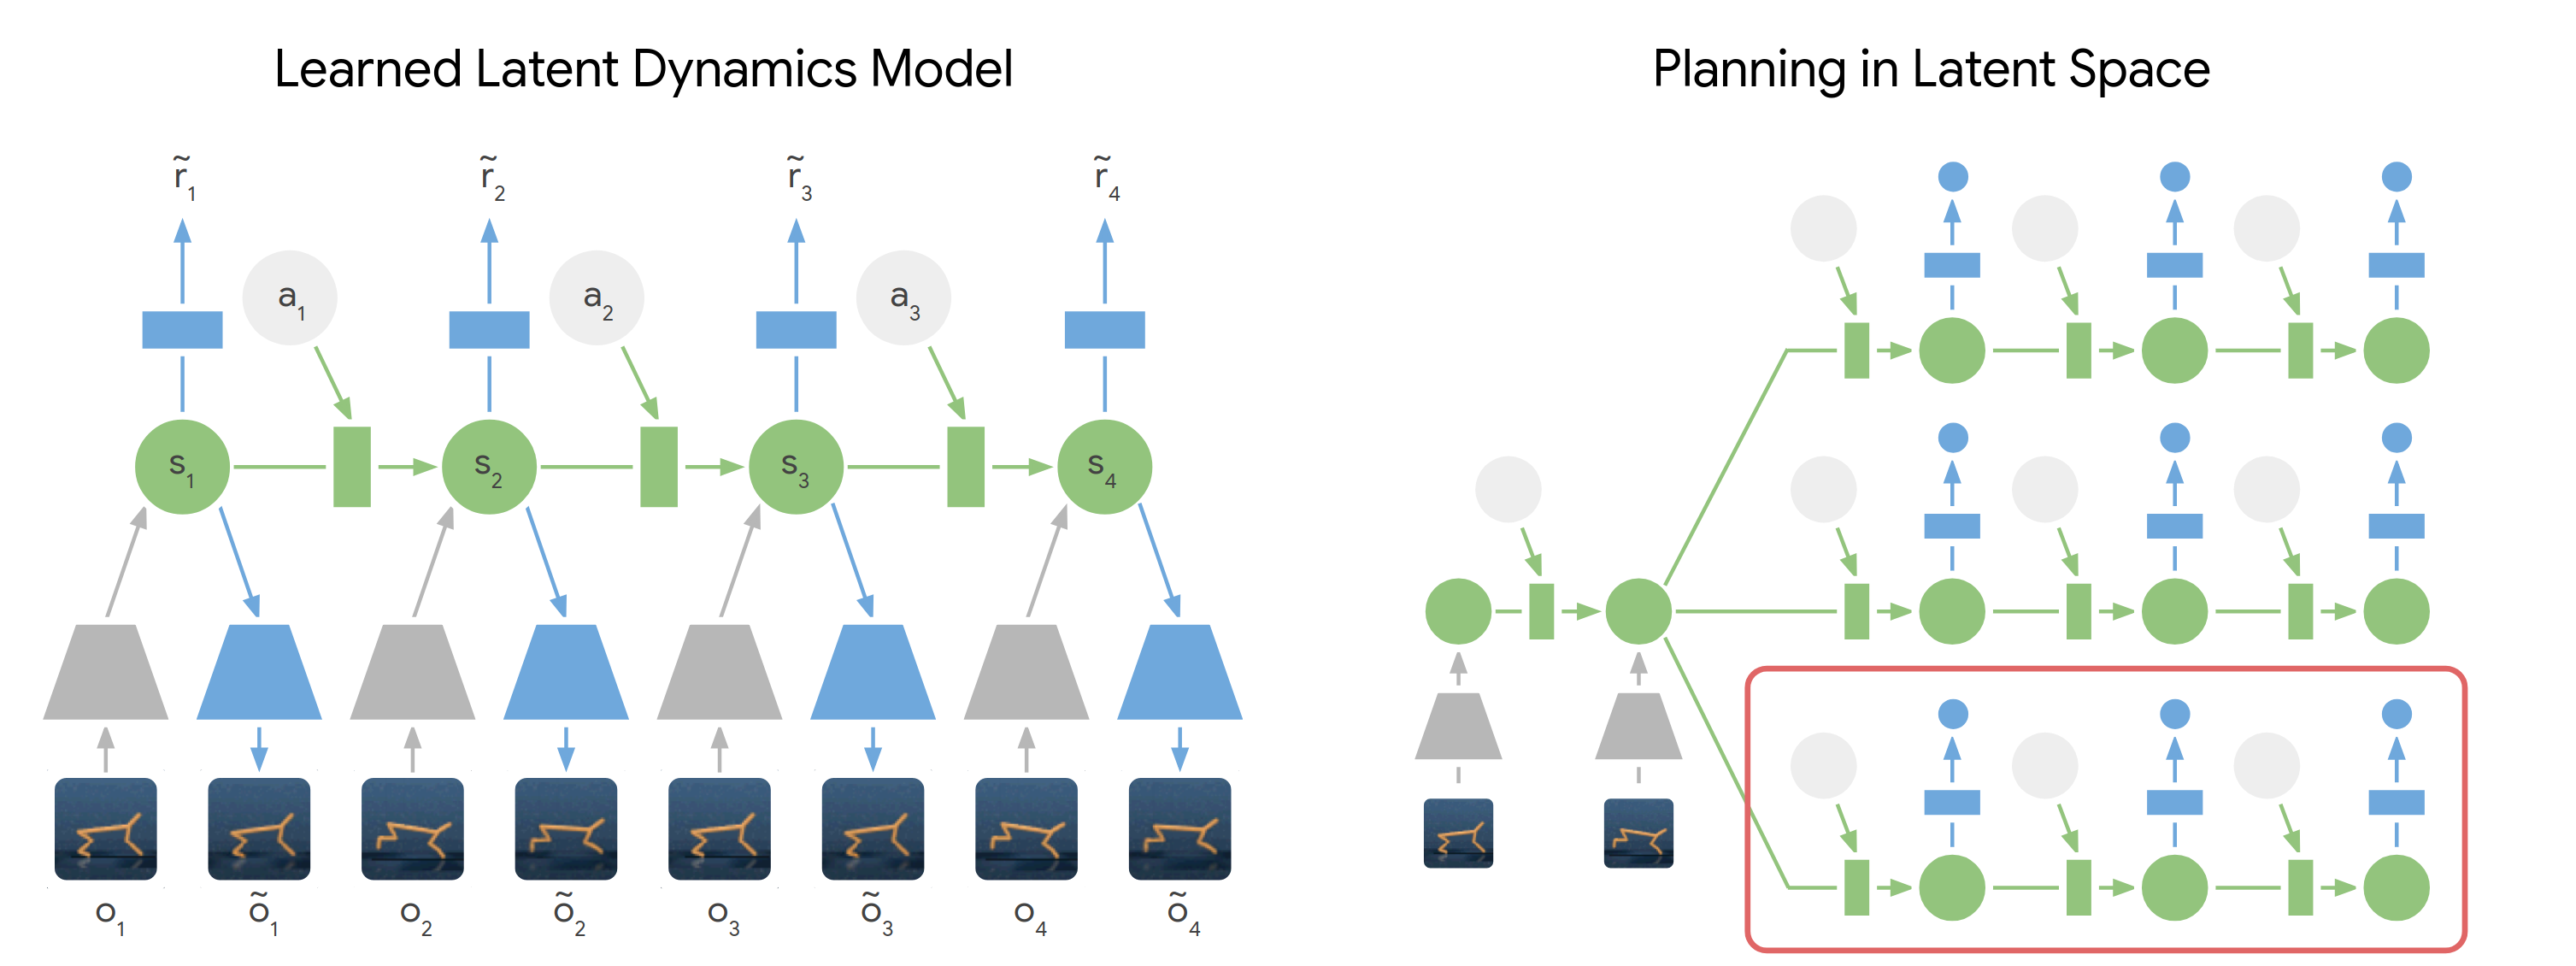 Learned Latent Dynamics Model
Planning in Latent Space
r̃₁ r̃₂ r̃₃ r̃₄
a₁ a₂ a₃
s₁ s₂ s₃ s₄
o₁ õ₁ o₂ õ₂ o₃ õ₃ o₄ õ₄